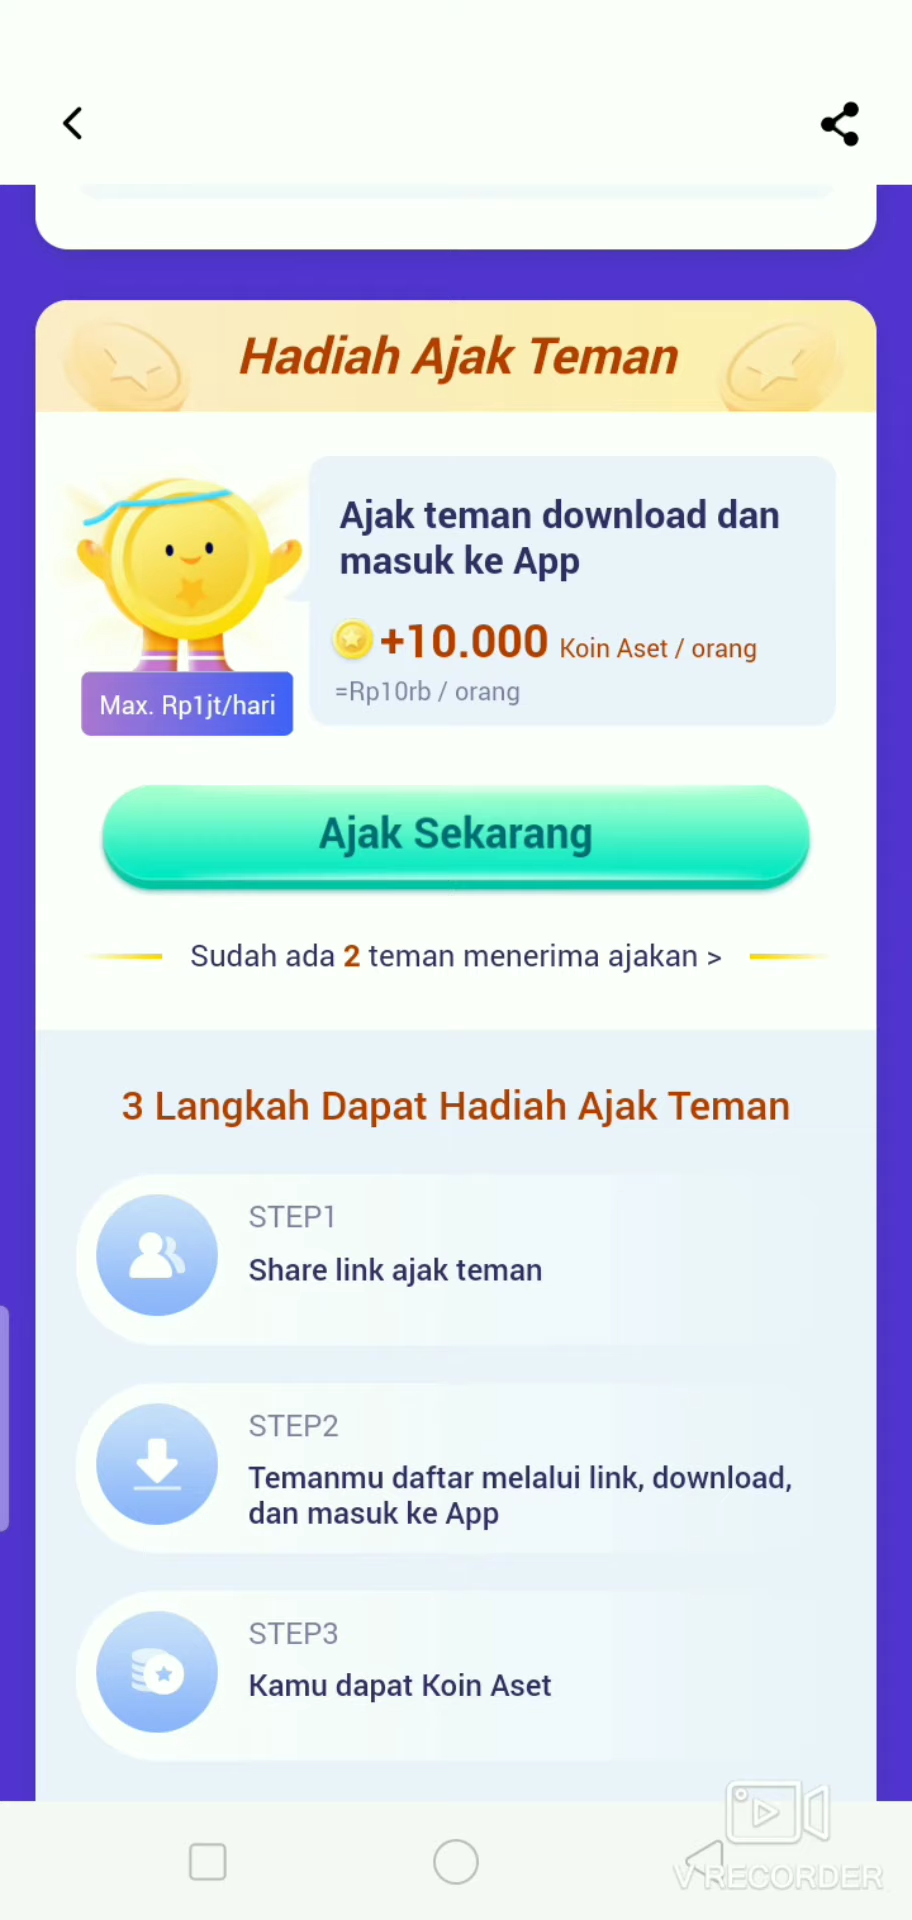 Hadiah Ajak Teman
Ajak teman download dan
masuk ke App
+10.000 Koin Aset / orang
=Rp10rb / orang
Max. Rp1jt/hari
Ajak Sekarang
Sudah ada 2 teman menerima ajakan >
3 Langkah Dapat Hadiah Ajak Teman
STEP1
Share link ajak teman
STEP2
Temanmu daftar melalui link, download,
dan masuk ke App
STEP3
Kamu dapat Koin Aset
V RECORDER